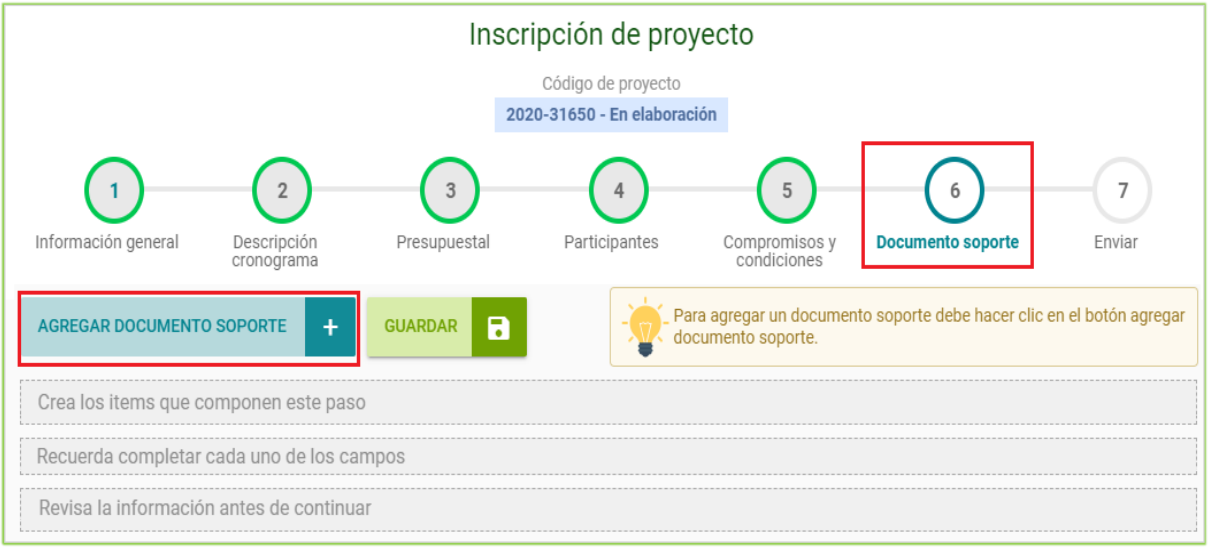 Inscripción de proyecto
Código de proyecto
2020-31650 - En elaboración
1
2
3
4
5
6
7
Información general
Descripción
cronograma
Presupuestal
Participantes
Compromisos y
condiciones
Documento soporte
Enviar
AGREGAR DOCUMENTO SOPORTE +
GUARDAR
Para agregar un documento soporte debe hacer clic en el botón agregar
documento soporte.
Crea los items que componen este paso
Recuerda completar cada uno de los campos
Revisa la información antes de continuar